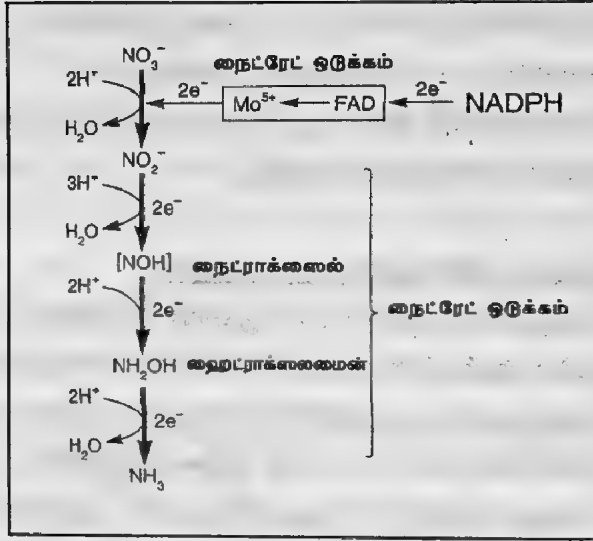 NO₃⁻
நைட்ரேட் ஒடுக்கம்
2H⁺ 2e⁻ Mo⁵⁺ FAD 2e⁻ NADPH
H₂O
NO₂⁻
3H⁺
2e⁻
H₂O
[NOH] நைட்ராக்ஸைல்
2H⁺
2e⁻
நைட்ரேட் ஒடுக்கம்
NH₂OH ஹைட்ராக்ஸலமைன்
2H⁺
2e⁻
H₂O
NH₃